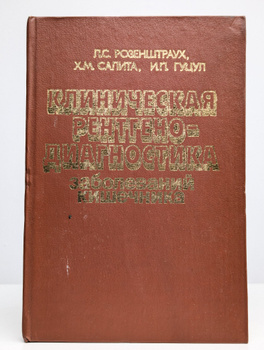 Л.С. РОЗЕНШТРАУХ,
Х.М. САЛИТА, И.П. ГУЦУЛ
КЛИНИЧЕСКАЯ
РЕНТГЕНО-
ДИАГНОСТИКА
ЗАБОЛЕВАНИЙ
КИШЕЧНИКА